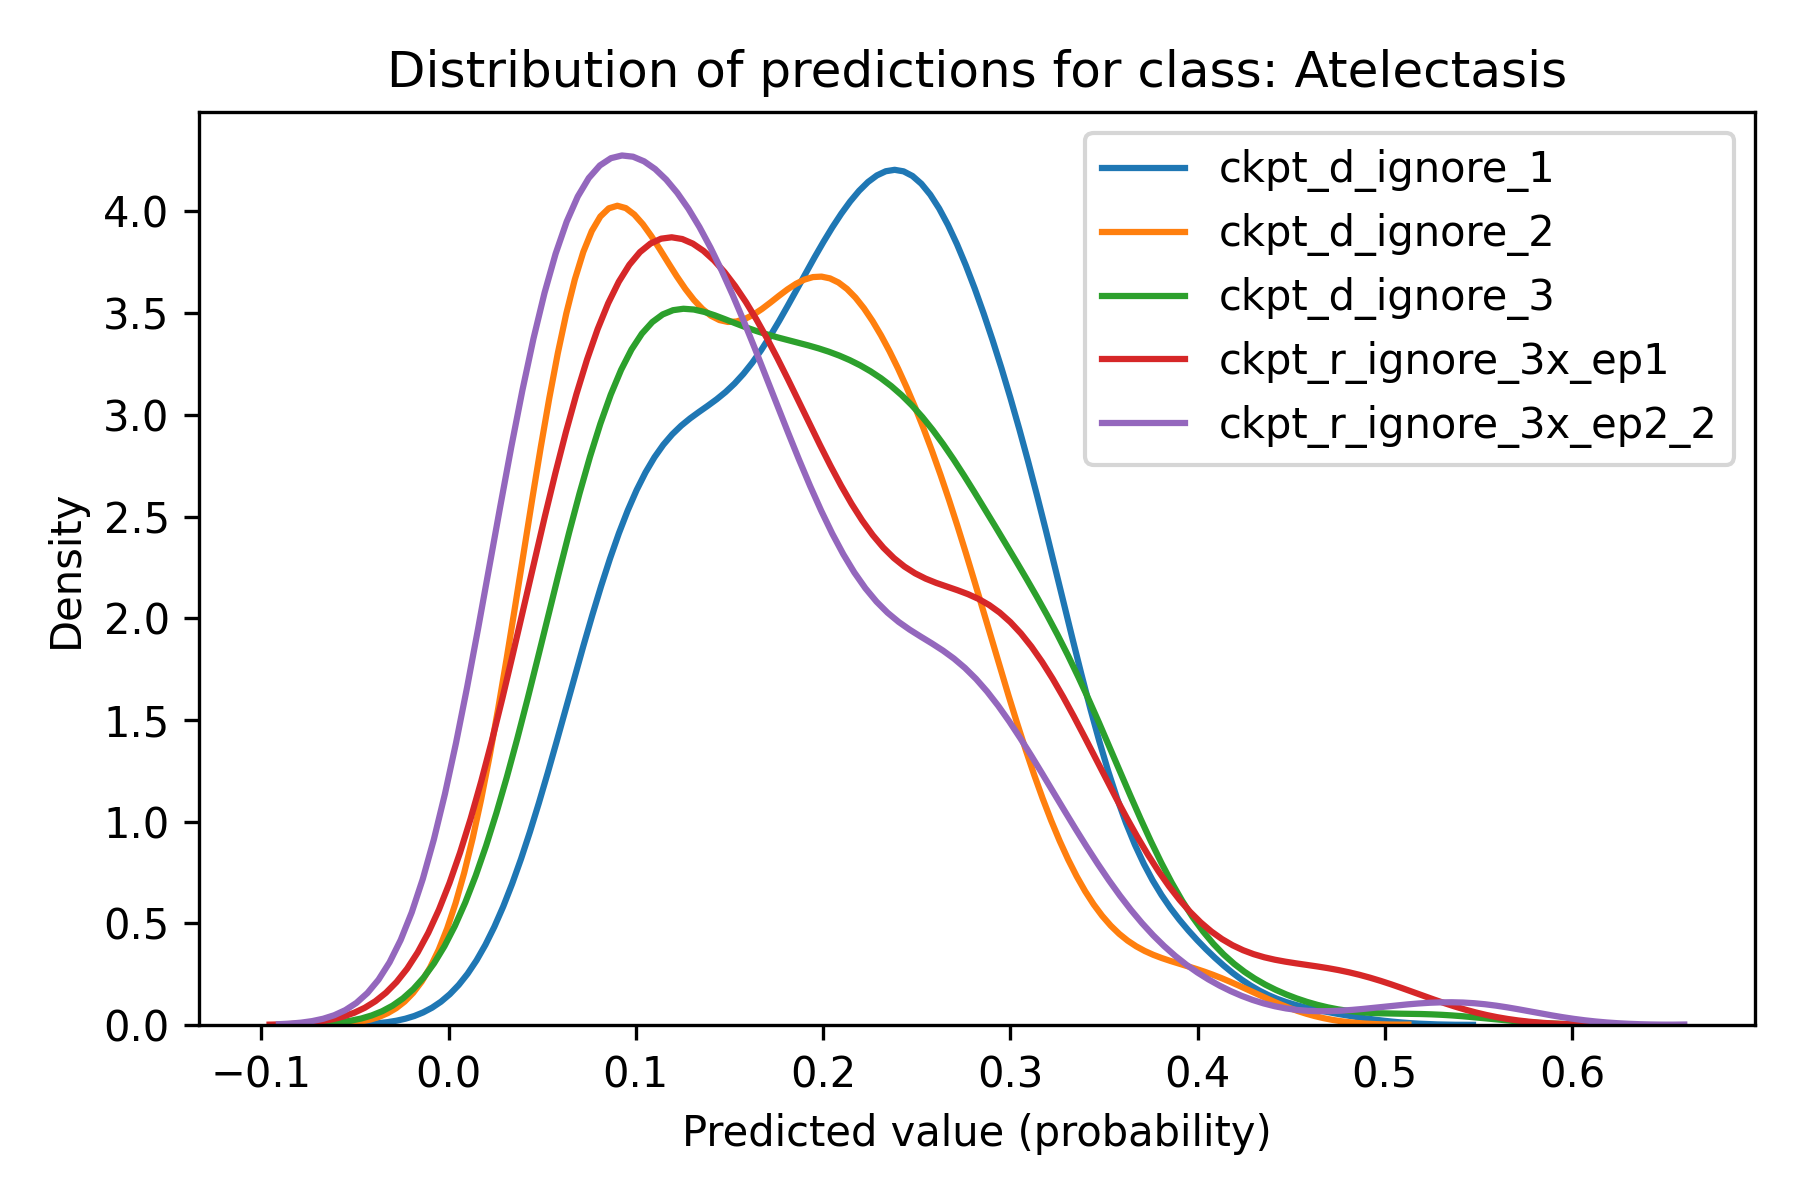 Distribution of predictions for class: Atelectasis
ckpt_d_ignore_1
ckpt_d_ignore_2
ckpt_d_ignore_3
ckpt_r_ignore_3x_ep1
ckpt_r_ignore_3x_ep2_2
Density
4.0
3.5
3.0
2.5
2.0
1.5
1.0
0.5
0.0
−0.1 0.0 0.1 0.2 0.3 0.4 0.5 0.6
Predicted value (probability)